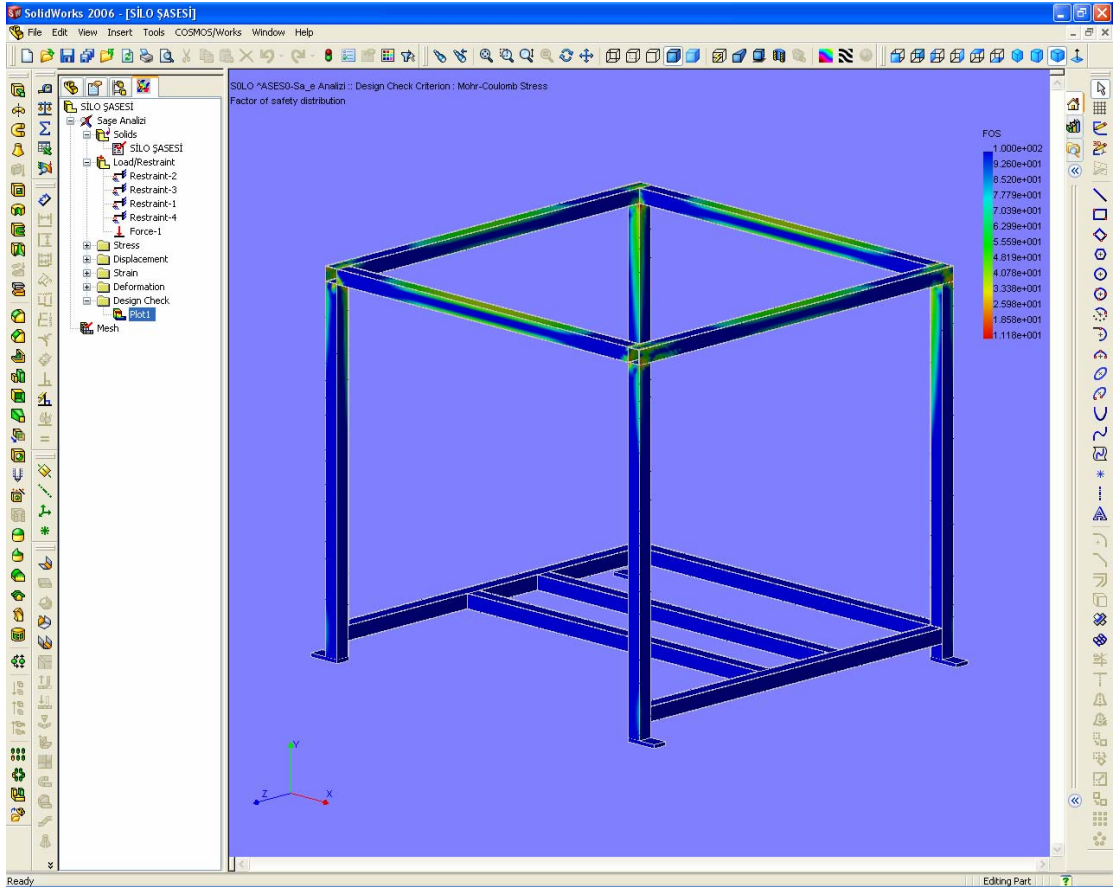 SolidWorks 2006 - [SİLO ŞASESİ]
File Edit View Insert Tools COSMOS/Works Window Help
S0LO ^ASES0-Sa_e Analizi :: Design Check Criterion : Mohr-Coulomb Stress
Factor of safety distribution
SİLO ŞASESİ
Saşe Analizi
Solids
SİLO ŞASESİ
Load/Restraint
Restraint-2
Restraint-3
Restraint-1
Restraint-4
Force-1
Stress
Displacement
Strain
Deformation
Design Check
Plot1
Mesh
FOS
1.000e+002
9.260e+001
8.520e+001
7.779e+001
7.039e+001
6.299e+001
5.559e+001
4.819e+001
4.078e+001
3.338e+001
2.598e+001
1.858e+001
1.118e+001
Y
Z
X
Ready
Editing Part